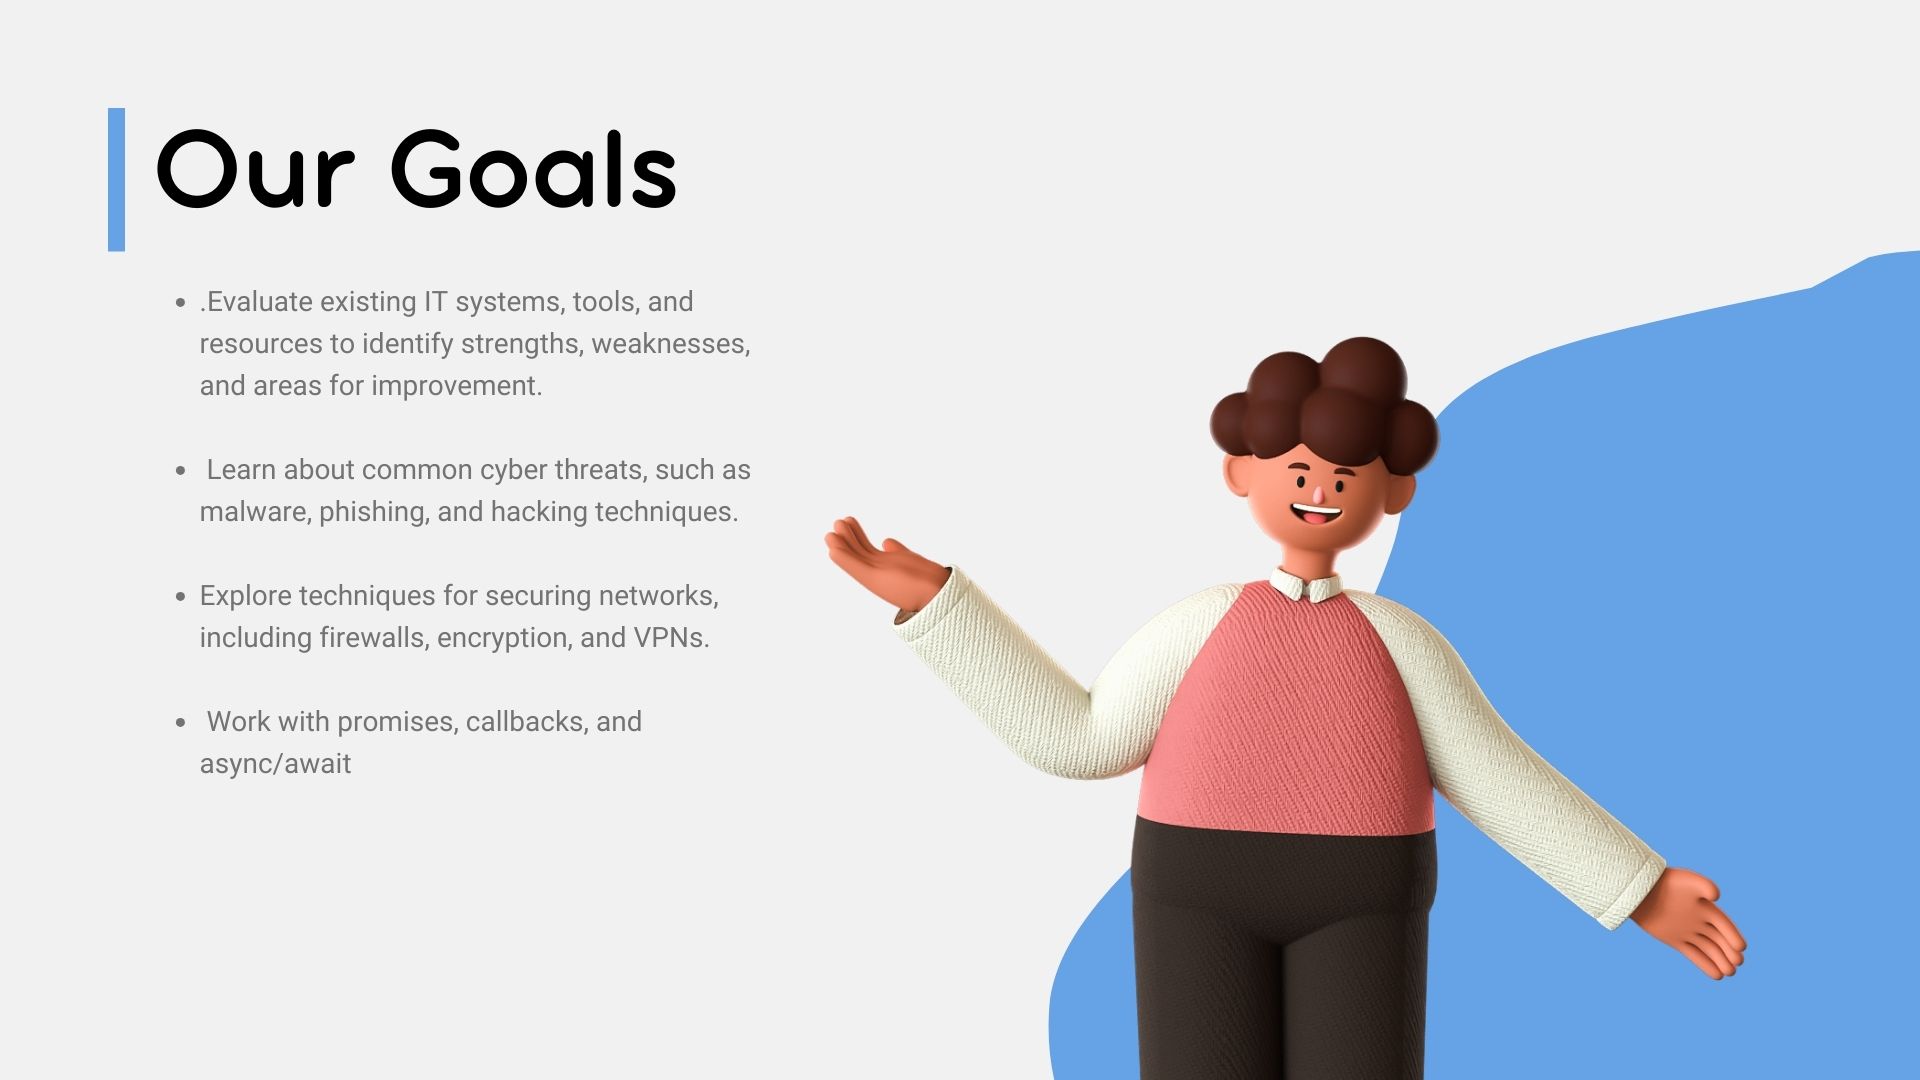 Our Goals
• .Evaluate existing IT systems, tools, and
resources to identify strengths, weaknesses,
and areas for improvement.
• Learn about common cyber threats, such as
malware, phishing, and hacking techniques.
• Explore techniques for securing networks,
including firewalls, encryption, and VPNs.
• Work with promises, callbacks, and
async/await